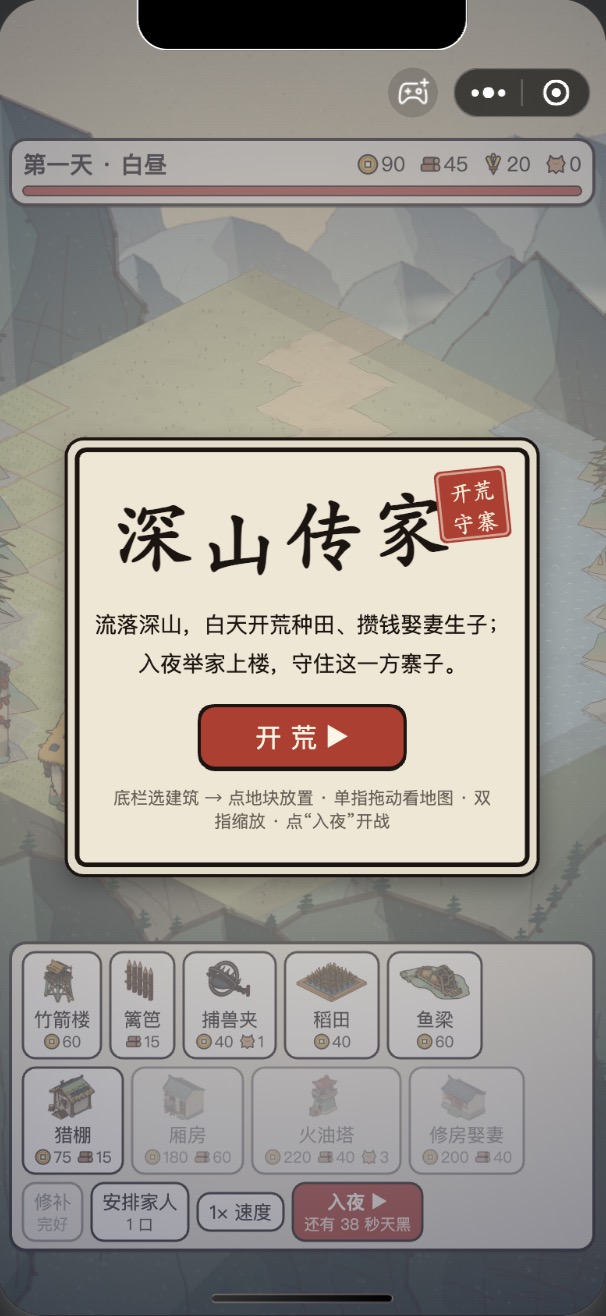 第一天 · 白昼 90 45 20 0
深山传家
开荒
守寨
流落深山，白天开荒种田、攒钱娶妻生子；
入夜举家上楼，守住这一方寨子。
开荒 ▶
底栏选建筑 → 点地块放置 · 单指拖动看地图 · 双
指缩放 · 点“入夜”开战
竹箭楼 篱笆 捕兽夹 稻田 鱼梁
60 15 40 1 40 60
猎棚 厢房 火油塔 修房娶妻
75 15 180 60 220 40 3 200 40
修补 安排家人 1× 速度 入夜 ▶
完好 1 口 还有 38 秒天黑